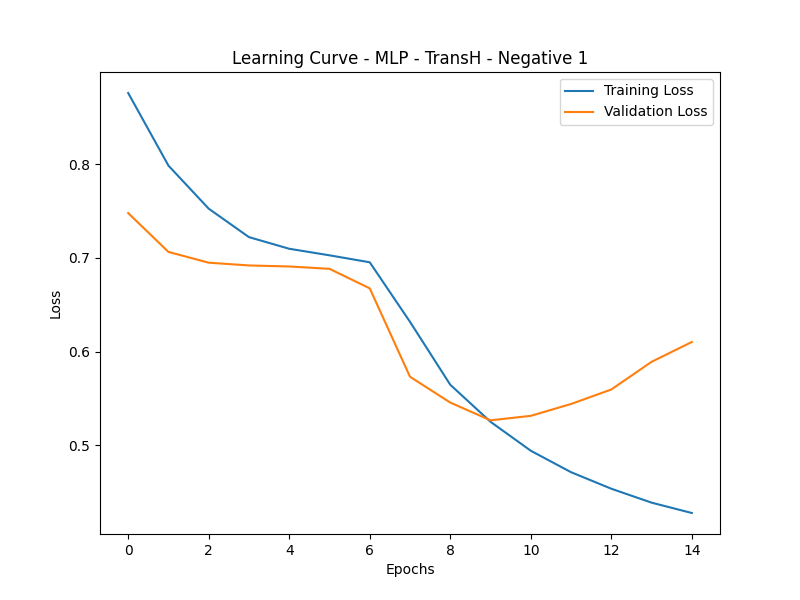 Learning Curve - MLP - TransH - Negative 1
Training Loss
Validation Loss
0.8
0.7
0.6
0.5
Loss
0 2 4 6 8 10 12 14
Epochs